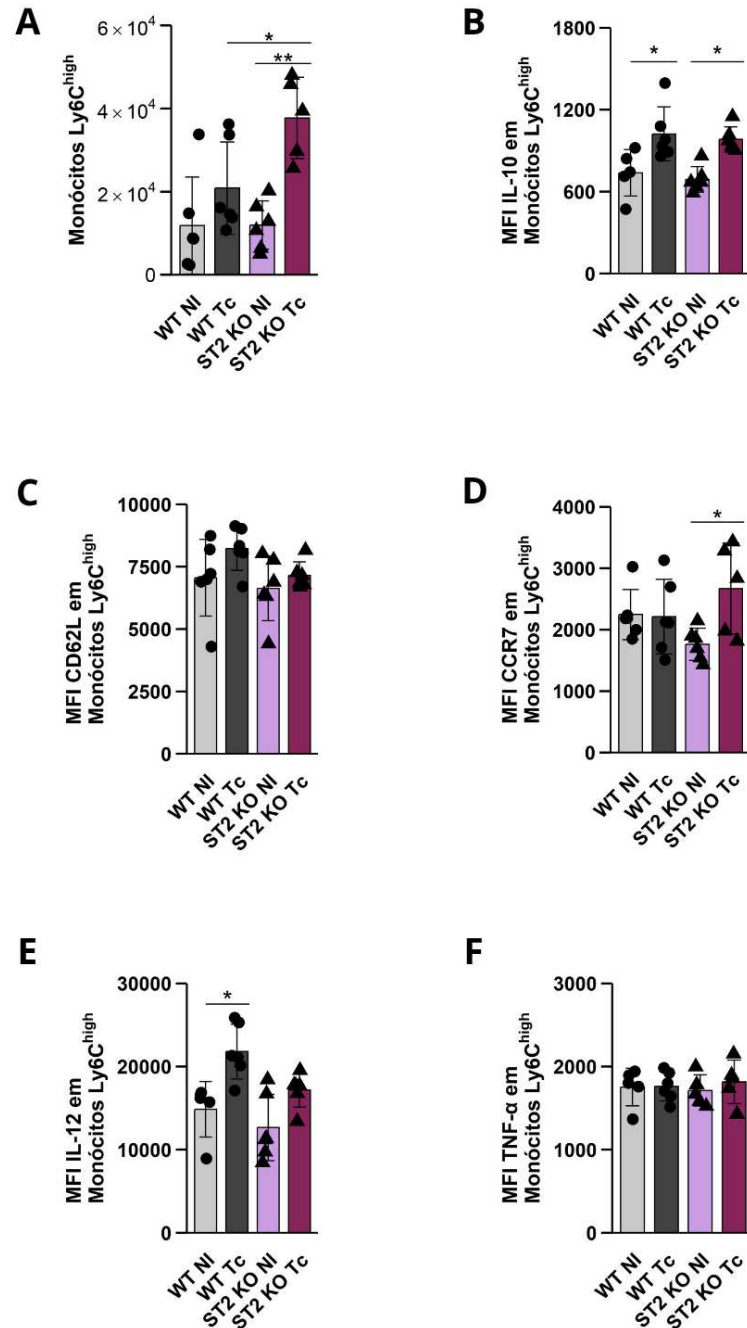 A
Monócitos Ly6C^high
6 × 10^4
4 × 10^4
2 × 10^4
0
*
**
WT NI
WT Tc
ST2 KO NI
ST2 KO Tc
B
MFI IL-10 em
Monócitos Ly6C^high
1800
1200
600
0
*
*
WT NI
WT Tc
ST2 KO NI
ST2 KO Tc
C
MFI CD62L em
Monócitos Ly6C^high
10000
7500
5000
2500
0
WT NI
WT Tc
ST2 KO NI
ST2 KO Tc
D
MFI CCR7 em
Monócitos Ly6C^high
4000
3000
2000
1000
0
*
WT NI
WT Tc
ST2 KO NI
ST2 KO Tc
E
MFI IL-12 em
Monócitos Ly6C^high
30000
20000
10000
0
*
WT NI
WT Tc
ST2 KO NI
ST2 KO Tc
F
MFI TNF-α em
Monócitos Ly6C^high
3000
2000
1000
0
WT NI
WT Tc
ST2 KO NI
ST2 KO Tc